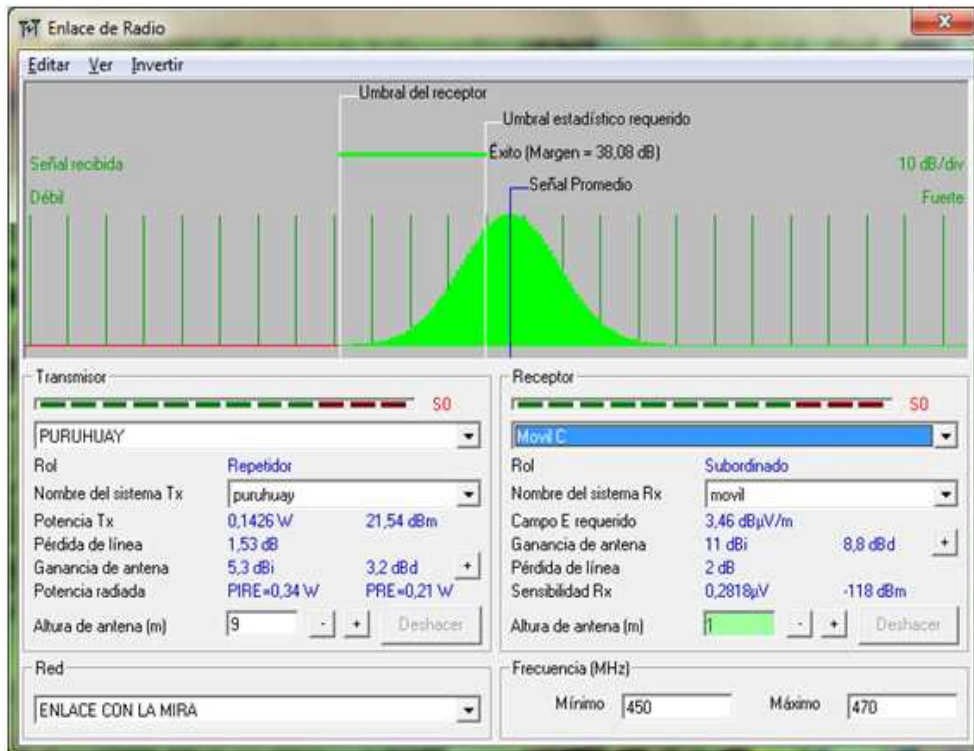 Enlace de Radio
Editar Ver Invertir
Umbral del receptor
Umbral estadístico requerido
Éxito (Margen = 38,08 dB)
Señal recibida 10 dB/div
Señal Promedio
Débil Fuerte
Transmisor
S0
PURUHUAY
Rol Repetidor
Nombre del sistema Tx puruhuay
Potencia Tx 0,1426 W 21,54 dBm
Pérdida de línea 1,53 dB
Ganancia de antena 5,3 dBi 3,2 dBd +
Potencia radiada PIRE=0,34 W PRE=0,21 W
Altura de antena (m) 9 - + Deshacer
Red
ENLACE CON LA MIRA
Receptor
S0
Movil C
Rol Subordinado
Nombre del sistema Rx movil
Campo E requerido 3,46 dBµV/m
Ganancia de antena 11 dBi 8,8 dBd +
Pérdida de línea 2 dB
Sensibilidad Rx 0,2818µV -118 dBm
Altura de antena (m) 1 - + Deshacer
Frecuencia (MHz)
Mínimo 450 Máximo 470